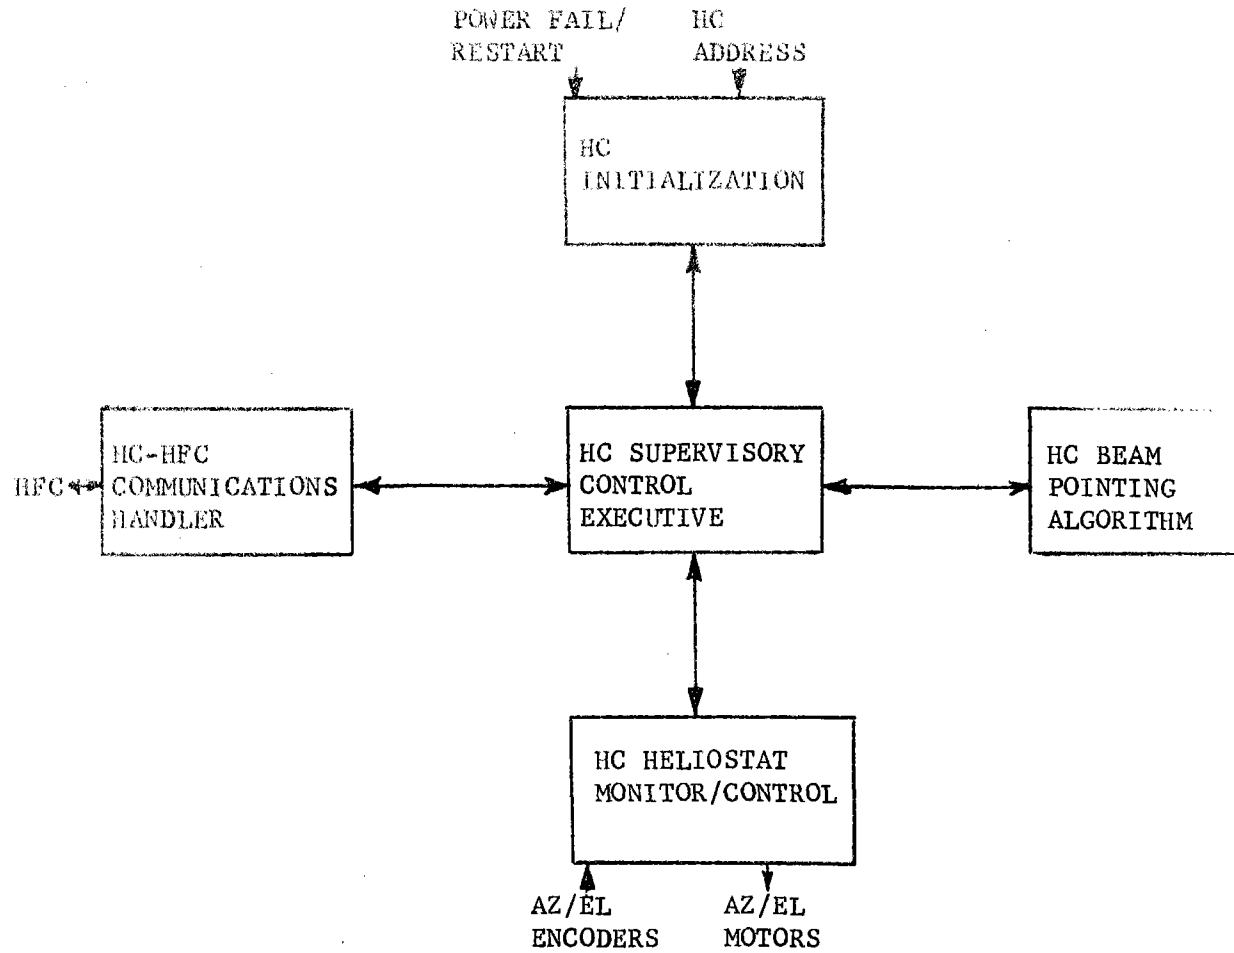 POWER FAIL/
RESTART
HC
ADDRESS
HC
INITIALIZATION
HFC
HC-HFC
COMMUNICATIONS
HANDLER
HC SUPERVISORY
CONTROL
EXECUTIVE
HC BEAM
POINTING
ALGORITHM
HC HELIOSTAT
MONITOR/CONTROL
AZ/EL
ENCODERS
AZ/EL
MOTORS